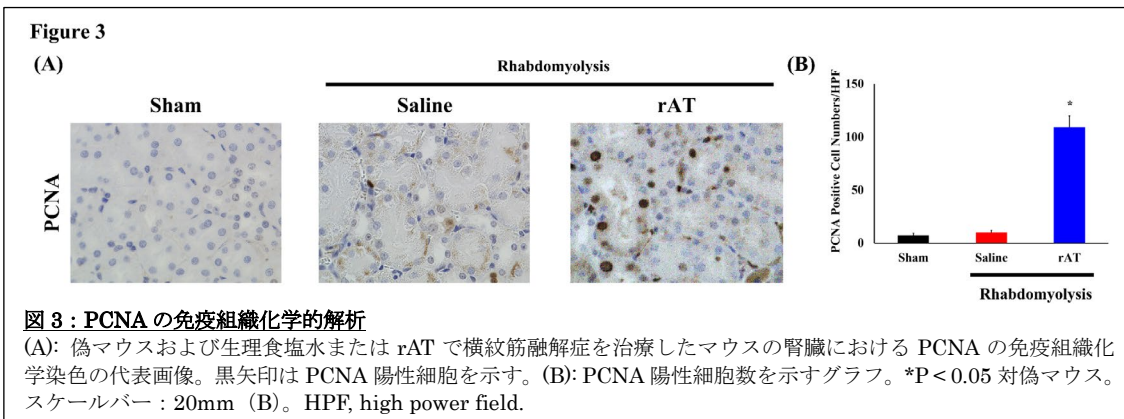 Figure 3
(A)
Rhabdomyolysis
Sham
Saline
rAT
PCNA
(B)
PCNA Positive Cell Numbers/HPF
150
100
50
0
*
Sham
Saline
rAT
Rhabdomyolysis
図 3：PCNA の免疫組織化学的解析
(A): 偽マウスおよび生理食塩水または rAT で横紋筋融解症を治療したマウスの腎臓における PCNA の免疫組織化
学染色の代表画像。黒矢印は PCNA 陽性細胞を示す。(B): PCNA 陽性細胞数を示すグラフ。*P＜0.05 対偽マウス。
スケールバー：20mm（B）。HPF, high power field.